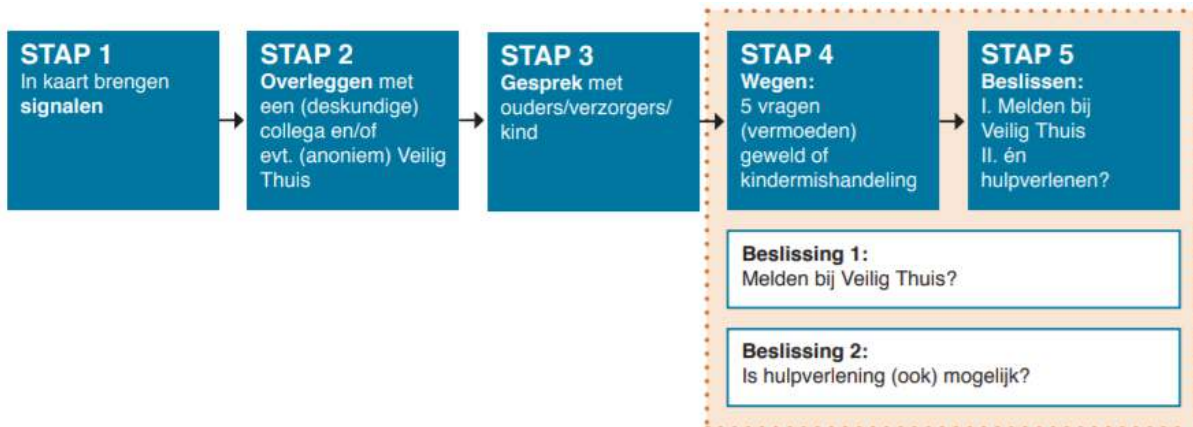 STAP 1
In kaart brengen
signalen
STAP 2
Overleggen met
een (deskundige)
collega en/of
evt. (anoniem) Veilig
Thuis
STAP 3
Gesprek met
ouders/verzorgers/
kind
STAP 4
Wegen:
5 vragen
(vermoeden)
geweld of
kindermishandeling
STAP 5
Beslissen:
I. Melden bij
Veilig Thuis
II. én
hulpverlenen?
Beslissing 1:
Melden bij Veilig Thuis?
Beslissing 2:
Is hulpverlening (ook) mogelijk?